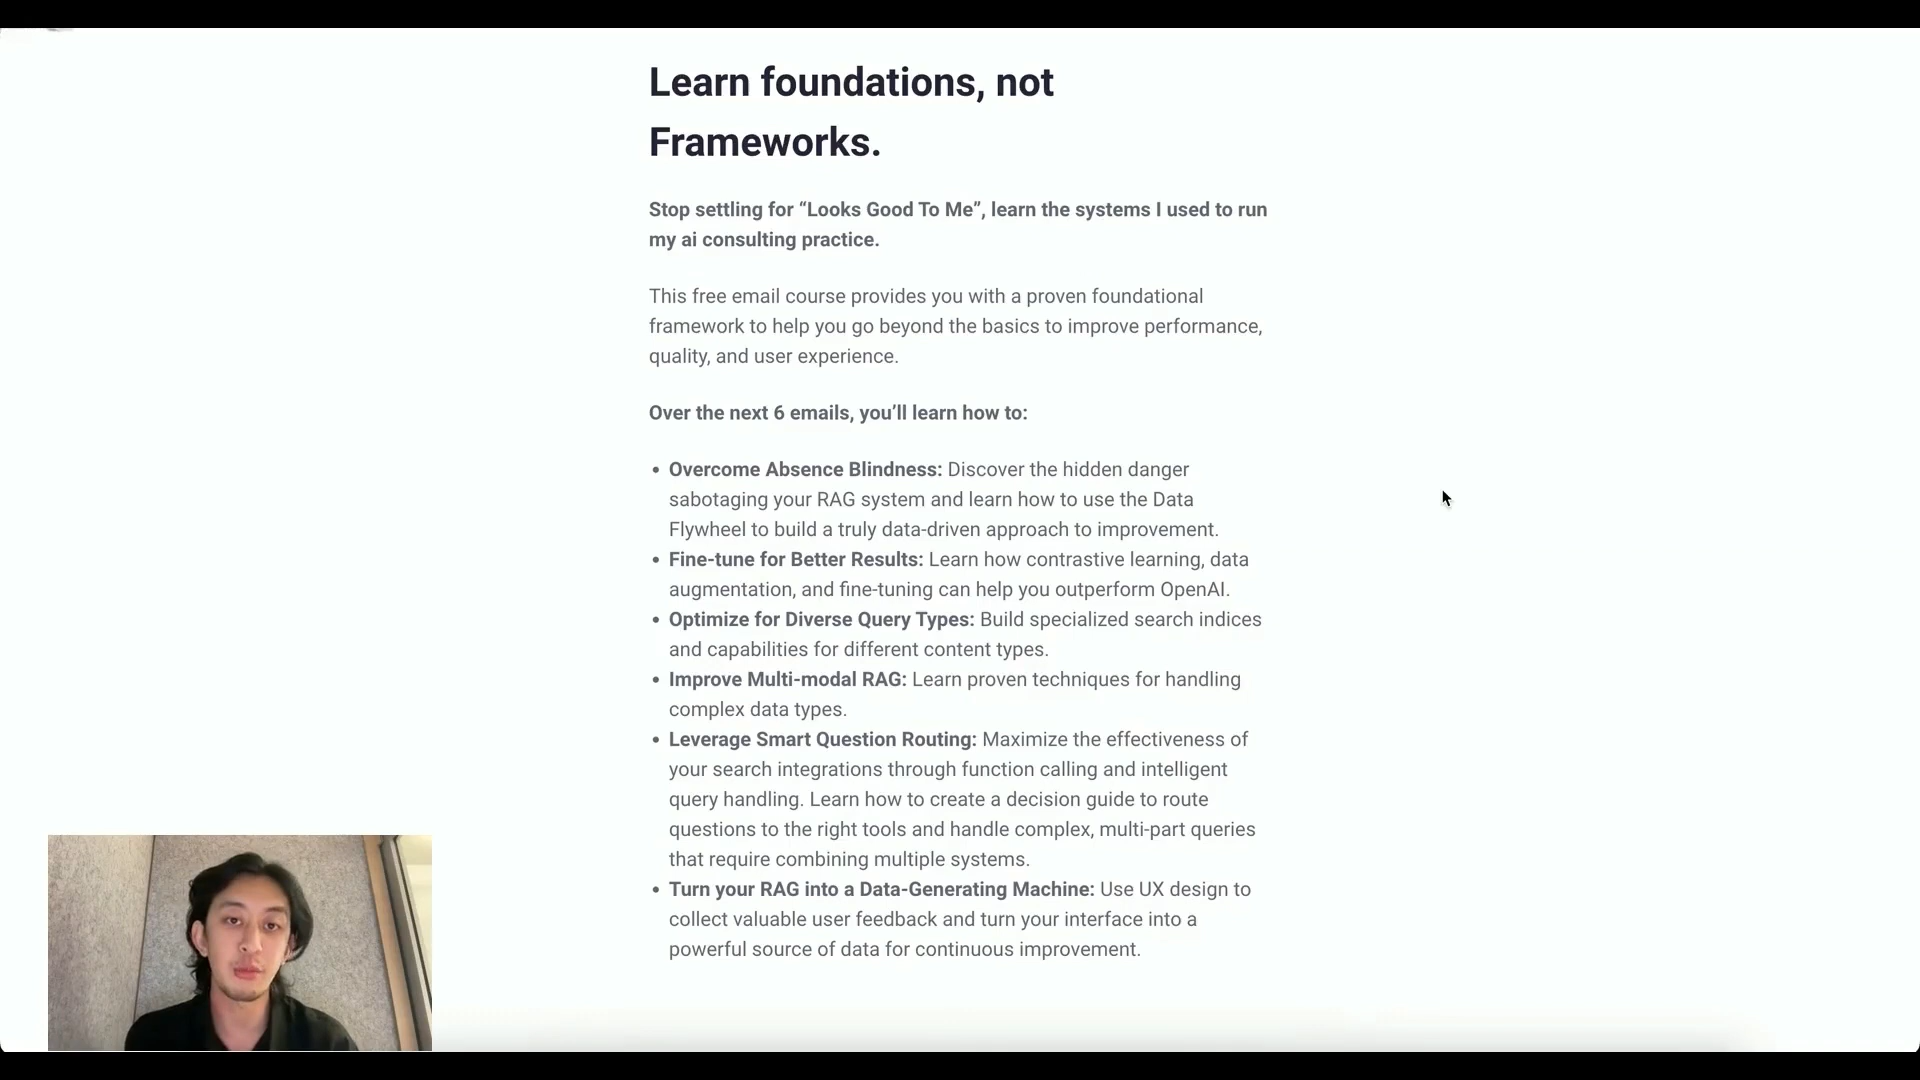 Learn foundations, not
Frameworks.
Stop settling for “Looks Good To Me”, learn the systems I used to run
my ai consulting practice.
This free email course provides you with a proven foundational
framework to help you go beyond the basics to improve performance,
quality, and user experience.
Over the next 6 emails, you’ll learn how to:
• Overcome Absence Blindness: Discover the hidden danger
sabotaging your RAG system and learn how to use the Data
Flywheel to build a truly data-driven approach to improvement.
• Fine-tune for Better Results: Learn how contrastive learning, data
augmentation, and fine-tuning can help you outperform OpenAI.
• Optimize for Diverse Query Types: Build specialized search indices
and capabilities for different content types.
• Improve Multi-modal RAG: Learn proven techniques for handling
complex data types.
• Leverage Smart Question Routing: Maximize the effectiveness of
your search integrations through function calling and intelligent
query handling. Learn how to create a decision guide to route
questions to the right tools and handle complex, multi-part queries
that require combining multiple systems.
• Turn your RAG into a Data-Generating Machine: Use UX design to
collect valuable user feedback and turn your interface into a
powerful source of data for continuous improvement.